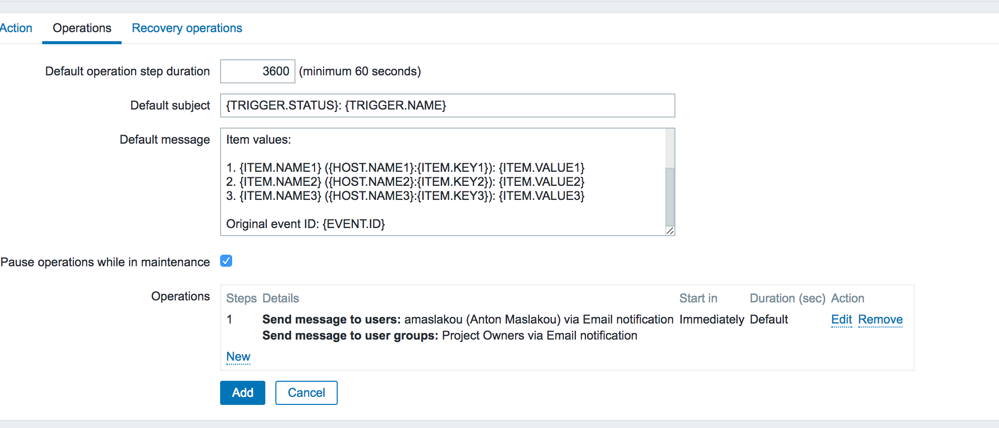 Action Operations Recovery operations
Default operation step duration 3600 (minimum 60 seconds)
Default subject {TRIGGER.STATUS}: {TRIGGER.NAME}
Default message Item values:
1. {ITEM.NAME1} ({HOST.NAME1}:{ITEM.KEY1}): {ITEM.VALUE1}
2. {ITEM.NAME2} ({HOST.NAME2}:{ITEM.KEY2}): {ITEM.VALUE2}
3. {ITEM.NAME3} ({HOST.NAME3}:{ITEM.KEY3}): {ITEM.VALUE3}
Original event ID: {EVENT.ID}
Pause operations while in maintenance
Operations Steps Details Start in Duration (sec) Action
1 Send message to users: amaslakou (Anton Maslakou) via Email notification Immediately Default Edit Remove
Send message to user groups: Project Owners via Email notification
New
Add Cancel